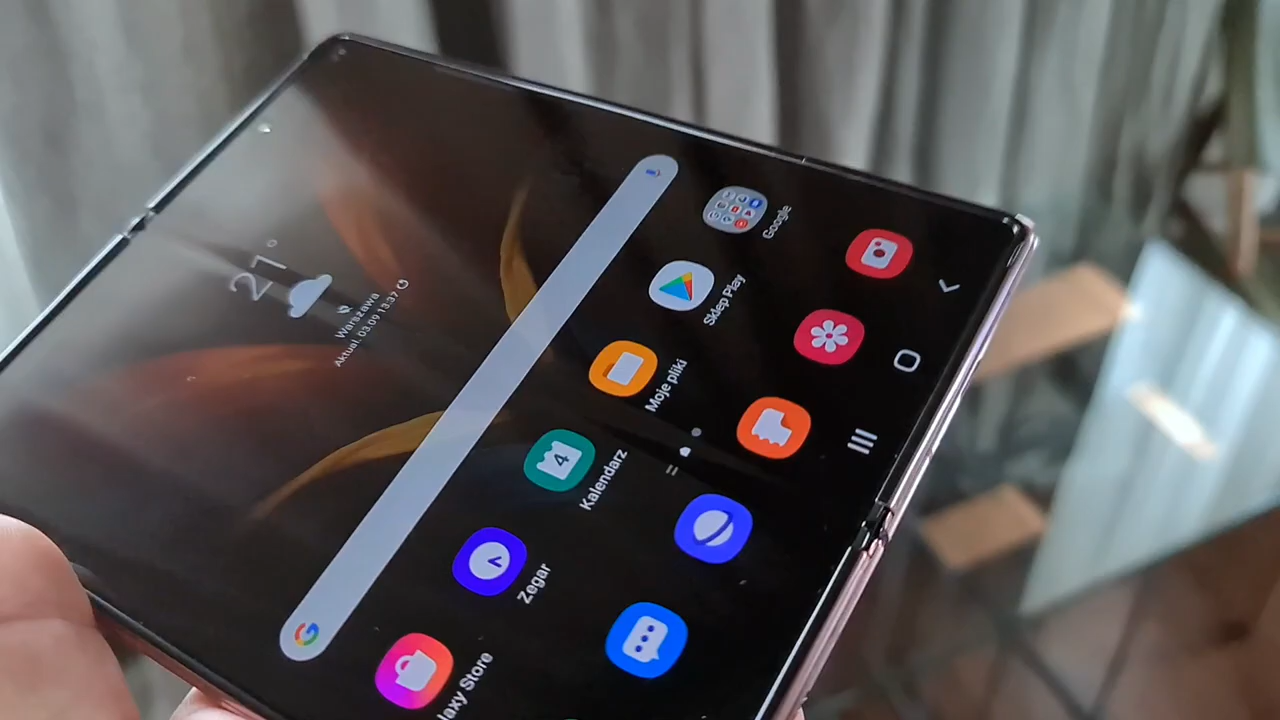 21°
Warszawa
Aktual. 03.09 13:37
Galaxy Store
Zegar
4
Kalendarz
Moje pliki
Sklep Play
Google
G